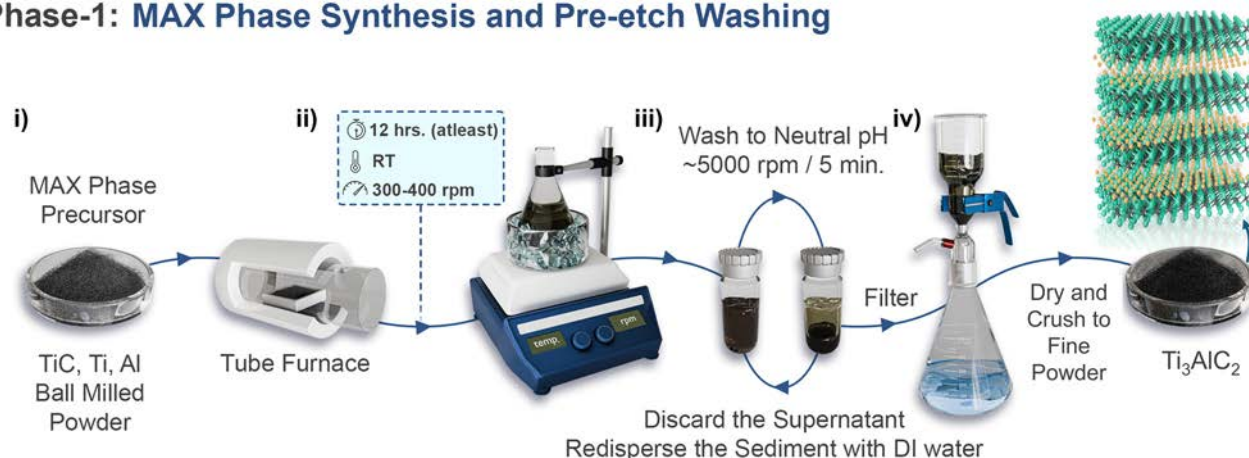 Phase-1: MAX Phase Synthesis and Pre-etch Washing
i)
MAX Phase
Precursor
TiC, Ti, Al
Ball Milled
Powder
Tube Furnace
ii)
12 hrs. (atleast)
RT
300-400 rpm
temp.
rpm
iii)
Wash to Neutral pH
~5000 rpm / 5 min.
Discard the Supernatant
Redisperse the Sediment with DI water
iv)
Filter
Dry and
Crush to
Fine
Powder
Ti₃AlC₂